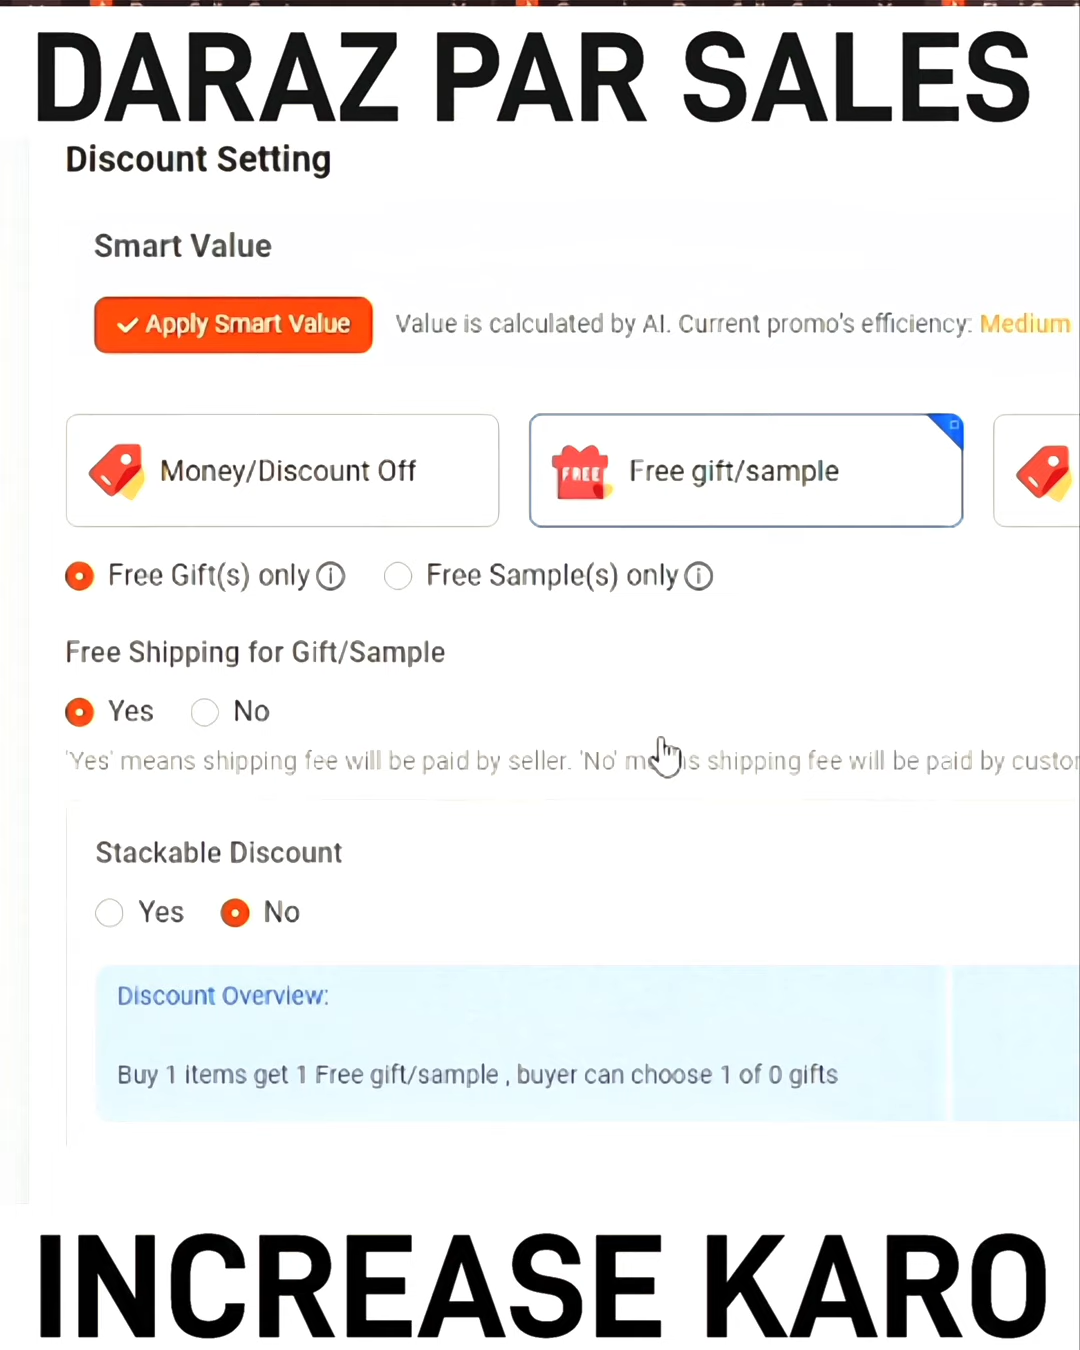 DARAZ PAR SALES
Discount Setting
Smart Value
Apply Smart Value Value is calculated by AI. Current promo's efficiency: Medium
Money/Discount Off FREE Free gift/sample
Free Gift(s) only Free Sample(s) only
Free Shipping for Gift/Sample
Yes No
'Yes' means shipping fee will be paid by seller. 'No' shipping fee will be paid by
Stackable Discount
Yes No
Discount Overview:
Buy 1 items get 1 Free gift/sample , buyer can choose 1 of 0 gifts
INCREASE KARO